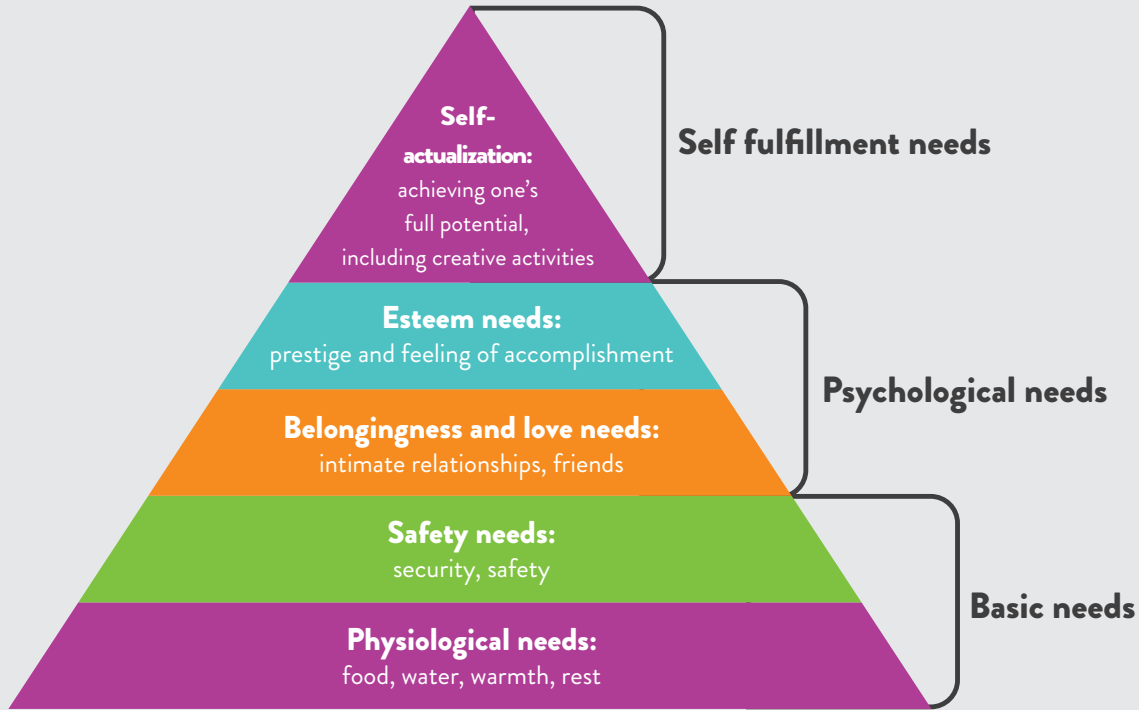 Self-
actualization:
achieving one's
full potential,
including creative activities
Self fulfillment needs
Esteem needs:
prestige and feeling of accomplishment
Psychological needs
Belongingness and love needs:
intimate relationships, friends
Safety needs:
security, safety
Basic needs
Physiological needs:
food, water, warmth, rest